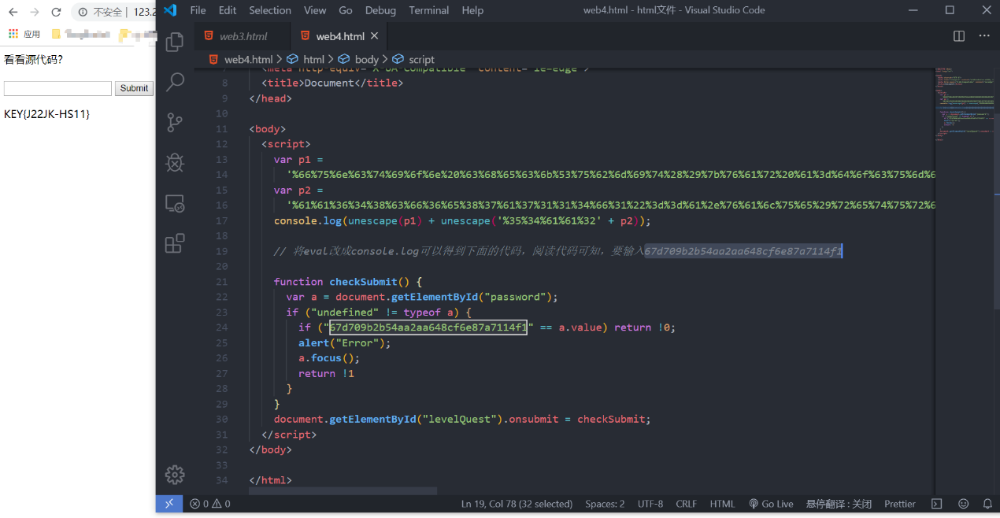 不安全 | 123.2
应用
看看源代码?
Submit
KEY{J22JK-HS11}
File Edit Selection View Go Debug Terminal Help
web4.html - html文件 - Visual Studio Code
web3.html
web4.html
web4.html > html > body > script
8 <title>Document</title>
9 </head>
10
11 <body>
12 <script>
13 var p1 =
14 '%66%75%6e%63%74%69%6f%6e%20%63%68%65%63%6b%53%75%62%6d%69%74%28%29%7b%76%61%72%20%61%3d%64%6f%63%75%6d%6
15 var p2 =
16 '%61%61%36%34%38%63%66%36%65%38%37%61%37%31%31%34%66%31%22%3d%3d%61%2e%76%61%6c%75%65%29%72%65%74%75%72%6
17 console.log(unescape(p1) + unescape('%35%34%61%61%32' + p2));
18
19 // 将eval改成console.log可以得到下面的代码，阅读代码可知，要输入67d709b2b54aa2aa648cf6e87a7114f1
20
21 function checkSubmit() {
22 var a = document.getElementById("password");
23 if ("undefined" != typeof a) {
24 if ("67d709b2b54aa2aa648cf6e87a7114f1" == a.value) return !0;
25 alert("Error");
26 a.focus();
27 return !1
28 }
29 }
30 document.getElementById("levelQuest").onsubmit = checkSubmit;
31 </script>
32 </body>
33
34 </html>
0 0
Ln 19, Col 78 (32 selected) Spaces: 2 UTF-8 CRLF HTML Go Live 悬停翻译 : 关闭 Prettier